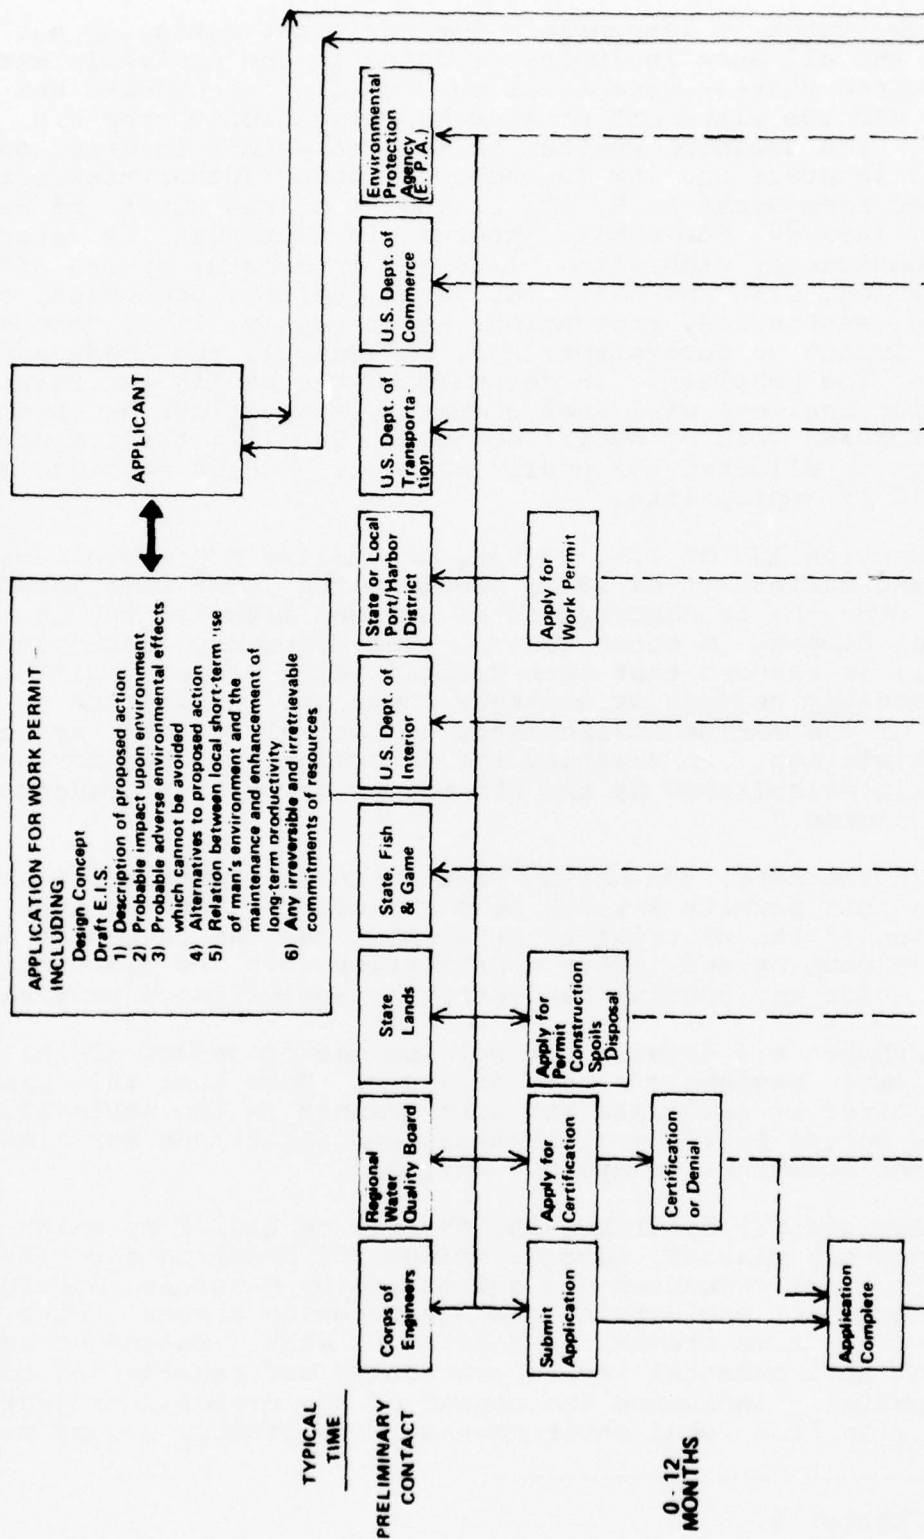 APPLICATION FOR WORK PERMIT
INCLUDING
Design Concept
Draft E.I.S.
1) Description of proposed action
2) Probable impact upon environment
3) Probable adverse environmental effects
which cannot be avoided
4) Alternatives to proposed action
5) Relation between local short-term use
of man's environment and the
maintenance and enhancement of
long-term productivity
6) Any irreversible and irretrievable
commitments of resources
APPLICANT
TYPICAL
TIME
PRELIMINARY
CONTACT
Corps of
Engineers
Regional
Water
Quality Board
State
Lands
State, Fish
& Game
U.S. Dept. of
Interior
State or Local
Port/Harbor
District
U.S. Dept. of
Transporta
tion
U.S. Dept. of
Commerce
Environmental
Protection
Agency
(E. P. A.)
Submit
Application
Apply for
Certification
Apply for
Permit
Construction
Spoils
Disposal
Apply for
Work Permit
0 - 12
MONTHS
Certification
or Denial
Application
Complete